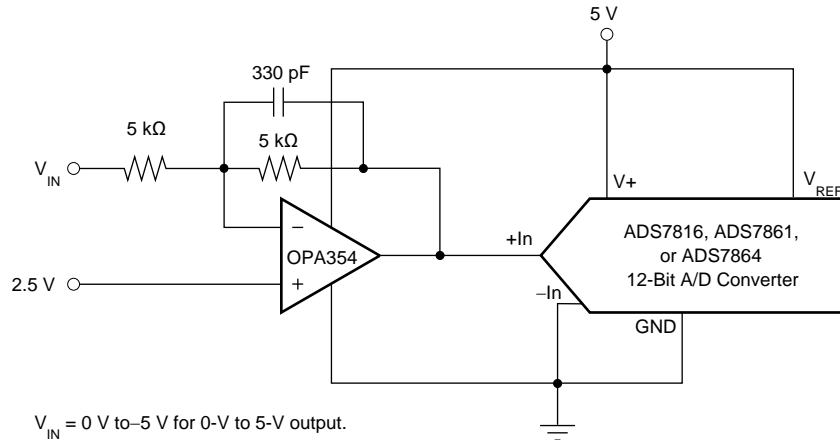 5 V
330 pF
5 kΩ
5 kΩ
V_IN
V+
V_REF
−
OPA354
+
+In
ADS7816, ADS7861,
or ADS7864
12-Bit A/D Converter
2.5 V
−In
GND
V_IN = 0 V to−5 V for 0-V to 5-V output.